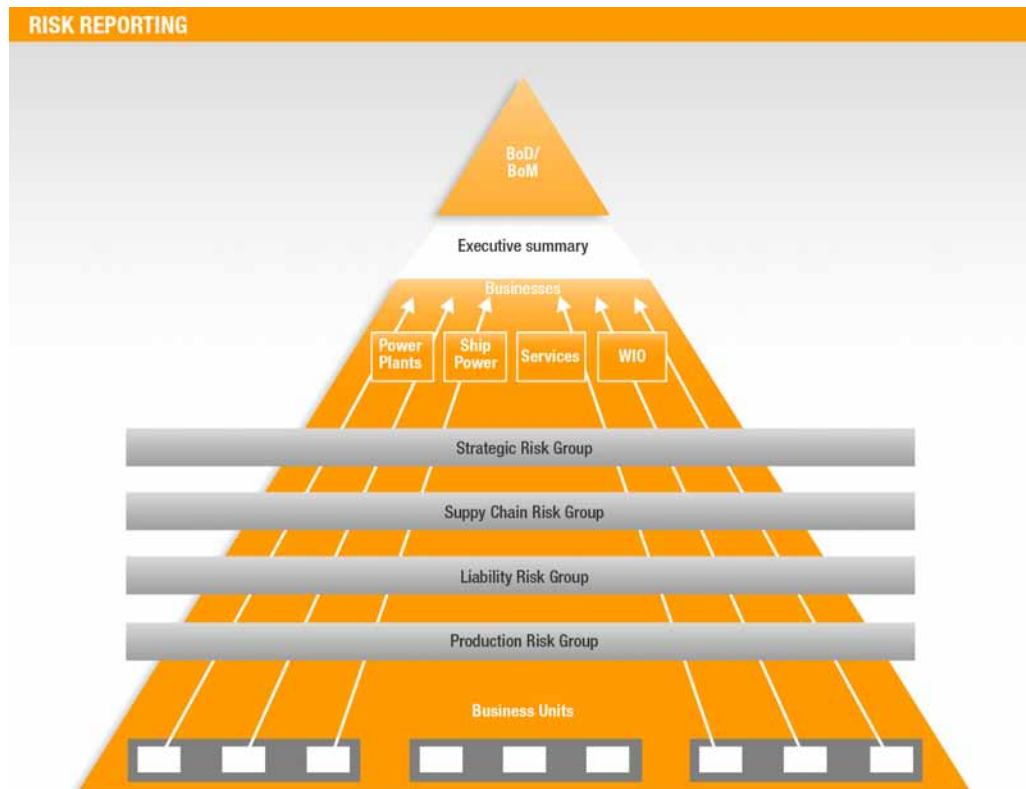 RISK REPORTING
BoD/
BoM
Executive summary
Businesses
Power
Plants
Ship
Power
Services
WIO
Strategic Risk Group
Suppy Chain Risk Group
Liability Risk Group
Production Risk Group
Business Units